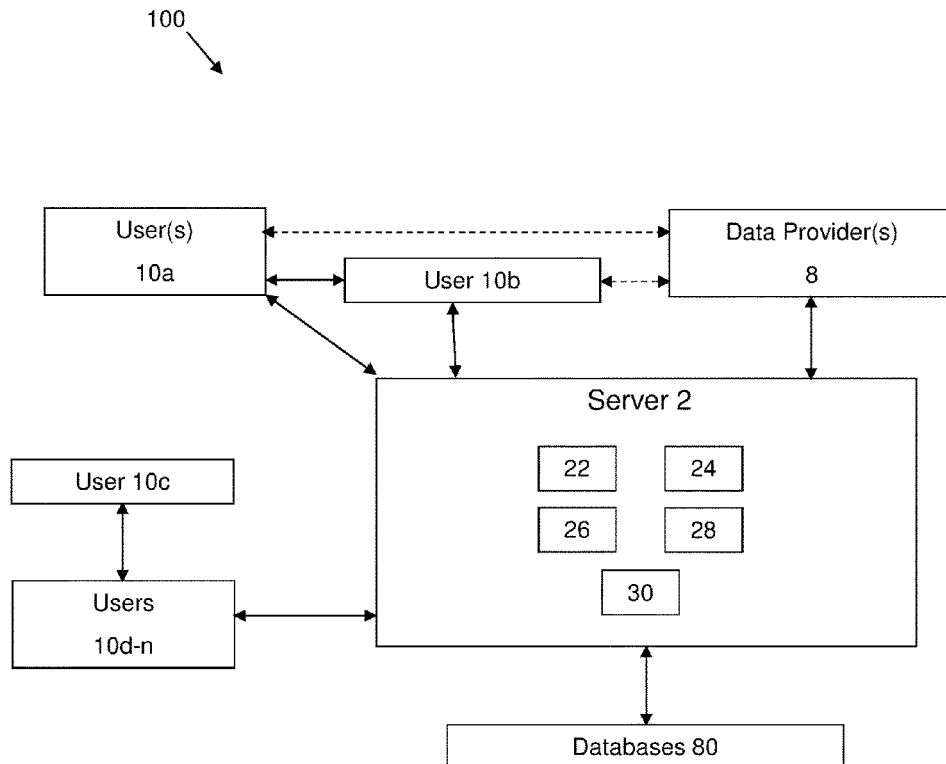 100
User(s)
10a
User 10b
Data Provider(s)
8
Server 2
22
24
26
28
30
User 10c
Users
10d-n
Databases 80